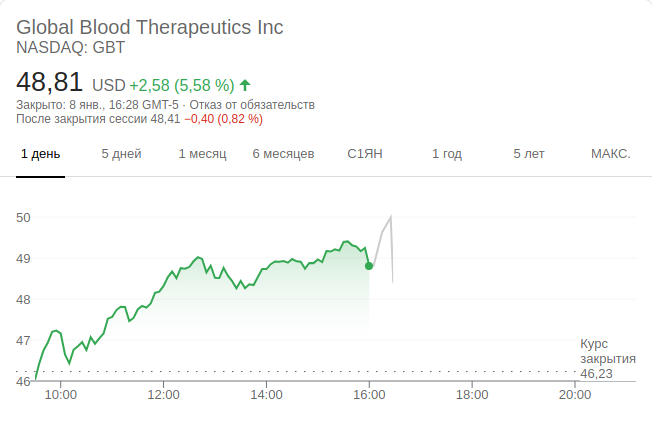 Global Blood Therapeutics Inc
NASDAQ: GBT
48,81 USD +2,58 (5,58 %)
Закрыто: 8 янв., 16:28 GMT-5 · Отказ от обязательств
После закрытия сессии 48,41 −0,40 (0,82 %)
1 день 5 дней 1 месяц 6 месяцев С1ЯН 1 год 5 лет МАКС.
50
49
48
47
46
Курс
закрытия
46,23
10:00 12:00 14:00 16:00 18:00 20:00